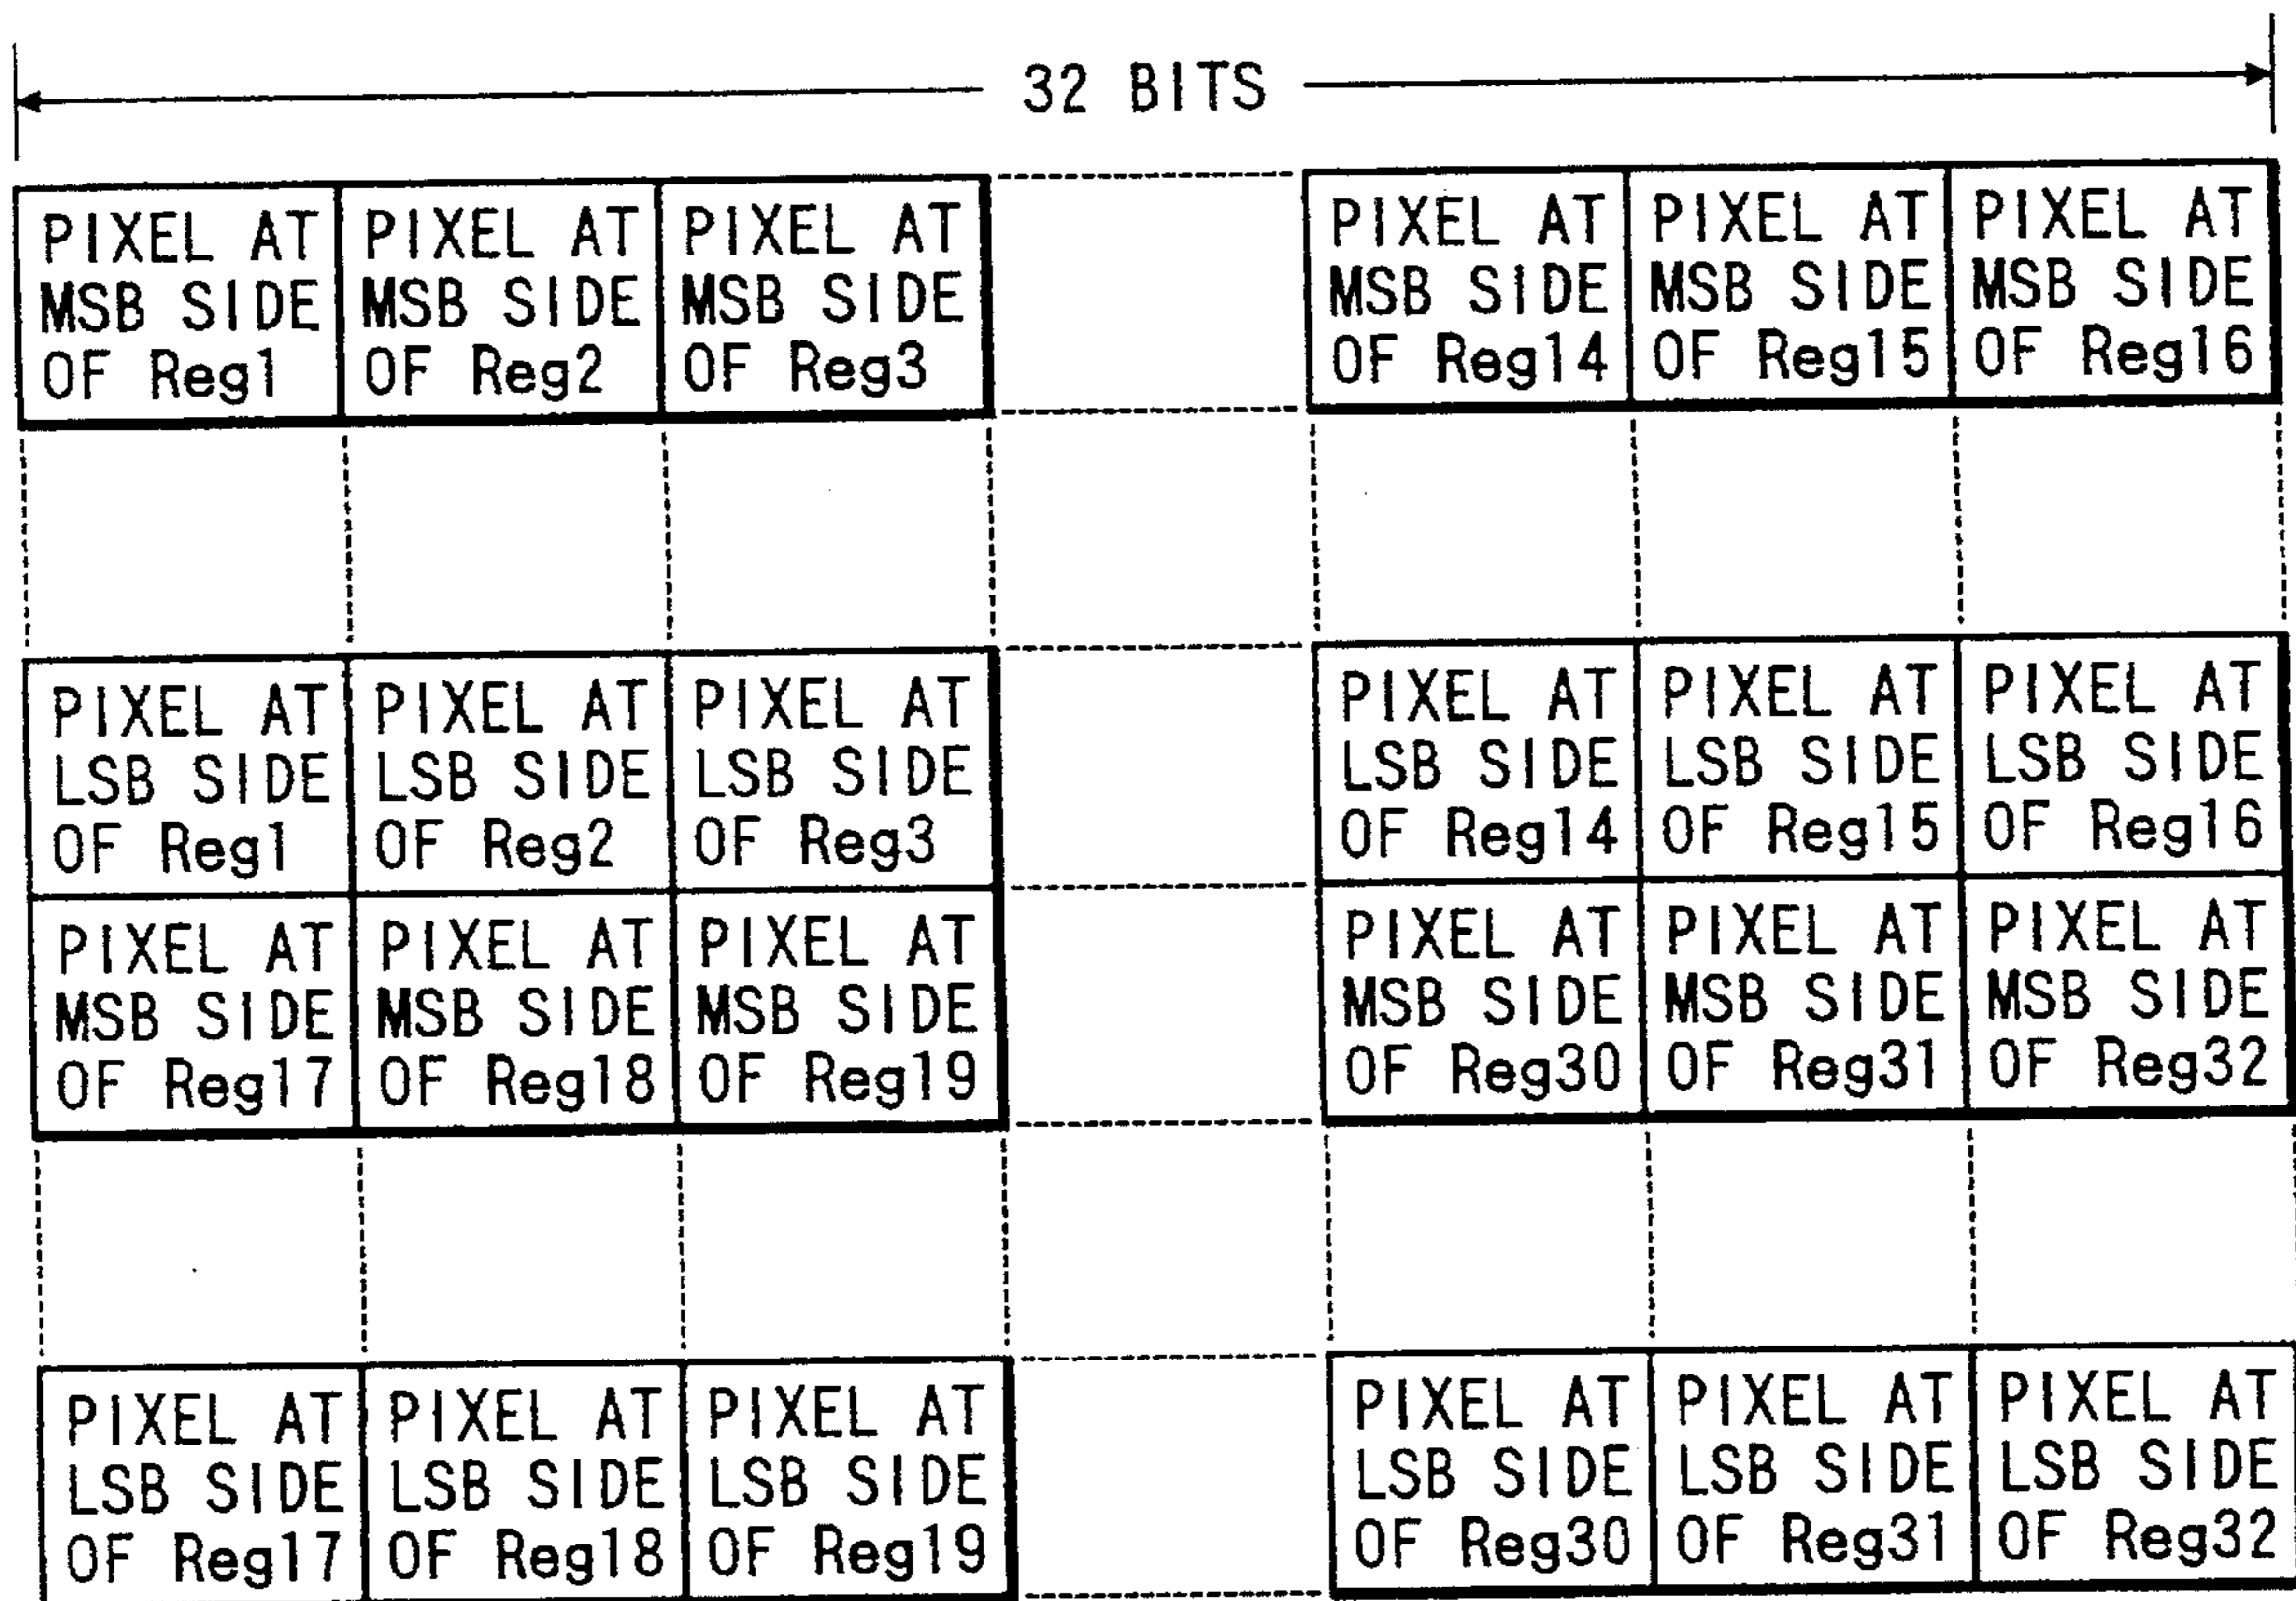 32 BITS
PIXEL AT PIXEL AT PIXEL AT PIXEL AT PIXEL AT PIXEL AT
MSB SIDE MSB SIDE MSB SIDE MSB SIDE MSB SIDE MSB SIDE
OF Reg1 OF Reg2 OF Reg3 OF Reg14 OF Reg15 OF Reg16
PIXEL AT PIXEL AT PIXEL AT PIXEL AT PIXEL AT PIXEL AT
LSB SIDE LSB SIDE LSB SIDE LSB SIDE LSB SIDE LSB SIDE
OF Reg1 OF Reg2 OF Reg3 OF Reg14 OF Reg15 OF Reg16
PIXEL AT PIXEL AT PIXEL AT PIXEL AT PIXEL AT PIXEL AT
MSB SIDE MSB SIDE MSB SIDE MSB SIDE MSB SIDE MSB SIDE
OF Reg17 OF Reg18 OF Reg19 OF Reg30 OF Reg31 OF Reg32
PIXEL AT PIXEL AT PIXEL AT PIXEL AT PIXEL AT PIXEL AT
LSB SIDE LSB SIDE LSB SIDE LSB SIDE LSB SIDE LSB SIDE
OF Reg17 OF Reg18 OF Reg19 OF Reg30 OF Reg31 OF Reg32